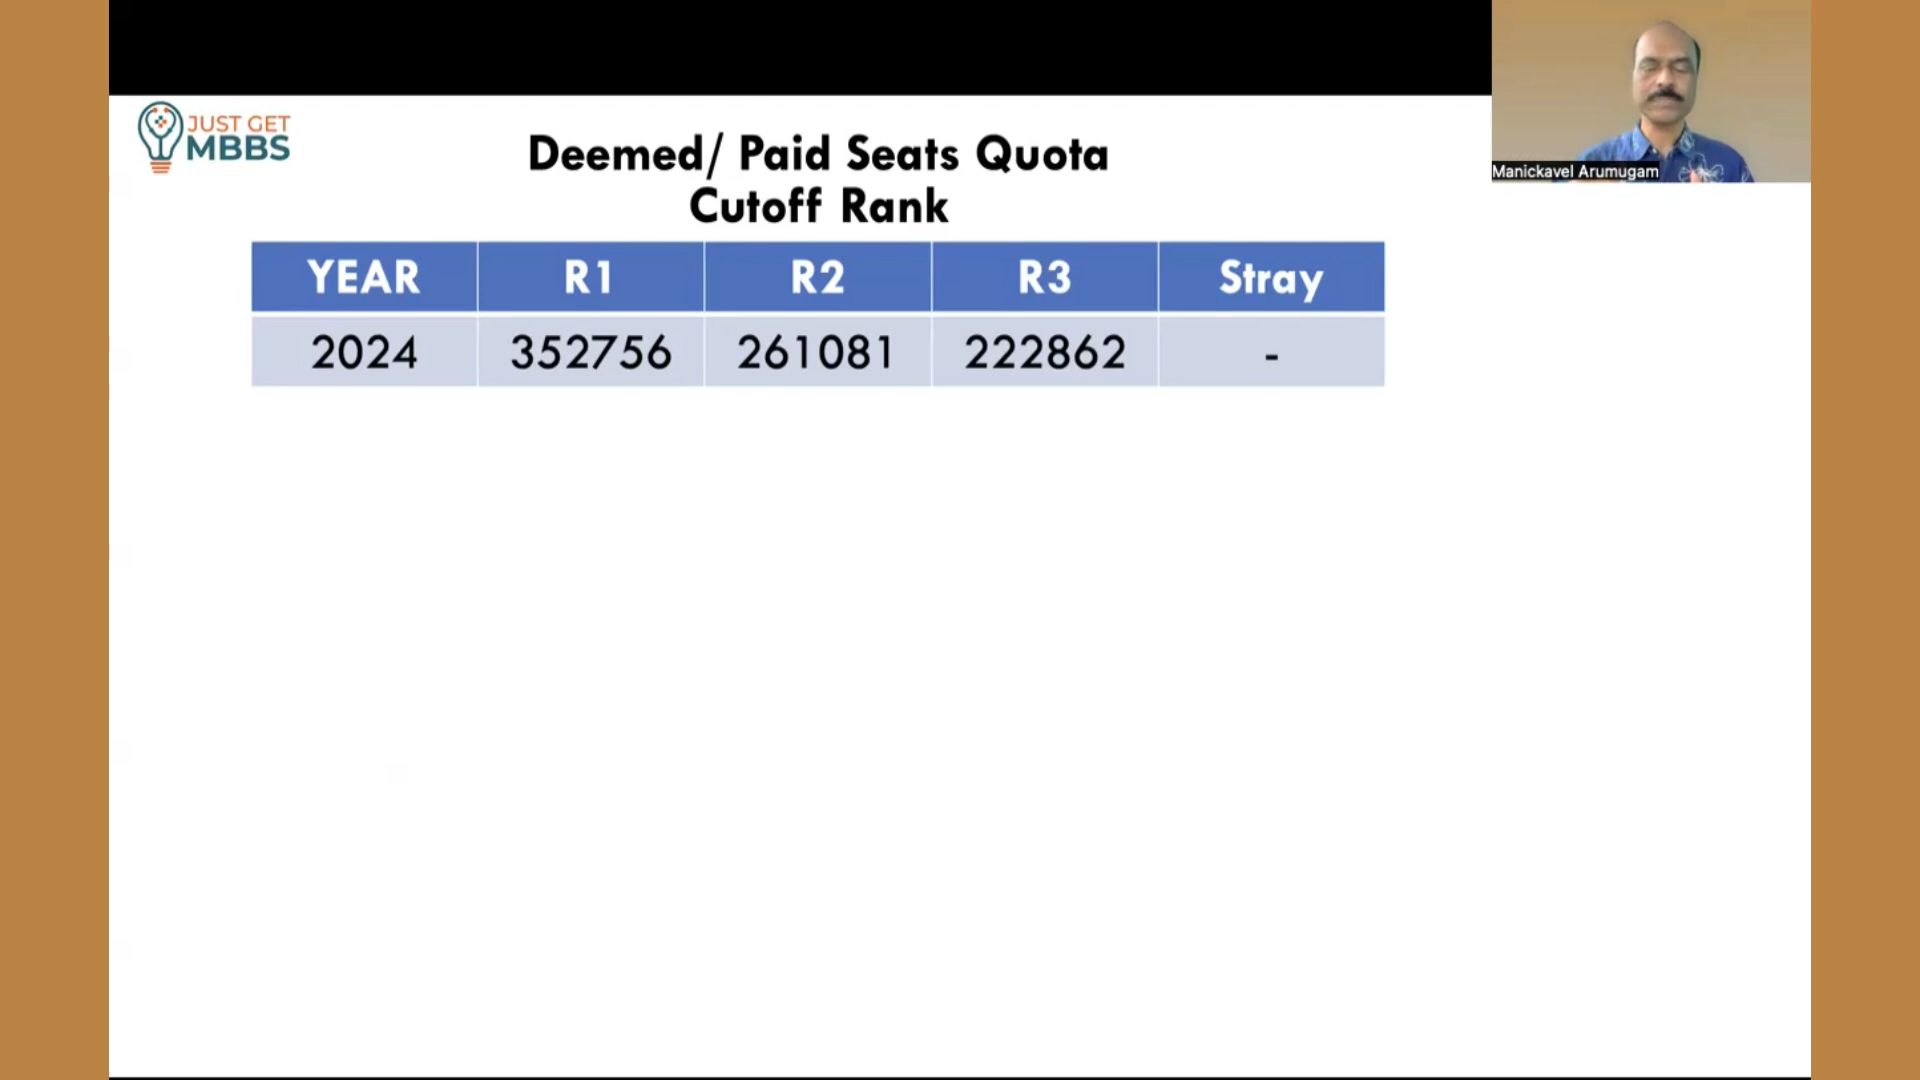 JUST GET
MBBS
Deemed/ Paid Seats Quota
Cutoff Rank
Manickavel Arumugam
YEAR R1 R2 R3 Stray
2024 352756 261081 222862 -